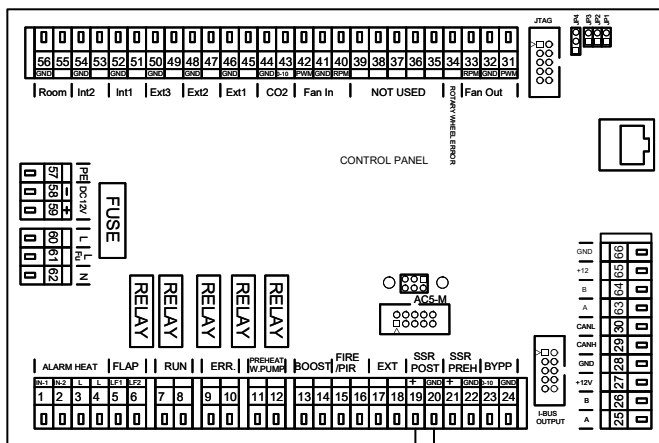 JTAG
JP4 JP3 JP2 JP1
56 55 54 53 52 51 50 49 48 47 46 45 44 43 42 41 40 39 38 37 36 35 34 33 32 31
GND GND GND GND GND GND GND 0-10 PWM GND RPM RPM GND PWM
Room Int2 Int1 Ext3 Ext2 Ext1 CO2 Fan In NOT USED ROTARY WHEEL ERROR Fan Out
CONTROL PANEL
57 PE
58 -
59 +
DC12V
FUSE
60 L
61 L
Fu
62 N
RELAY RELAY RELAY RELAY RELAY
AC5-M
GND 66
+12 65
B 64
A 63
CANL 30
CANH 29
GND 28
+12V 27
B 26
A 25
I-BUS
OUTPUT
ALARM HEAT FLAP RUN ERR. PREHEAT
W.PUMP BOOST FIRE
/PIR EXT SSR
POST SSR
PREH BYPP
IN-1 IN-2 L L LF1 LF2 + GND + GND 0-10 GND
1 2 3 4 5 6 7 8 9 10 11 12 13 14 15 16 17 18 19 20 21 22 23 24